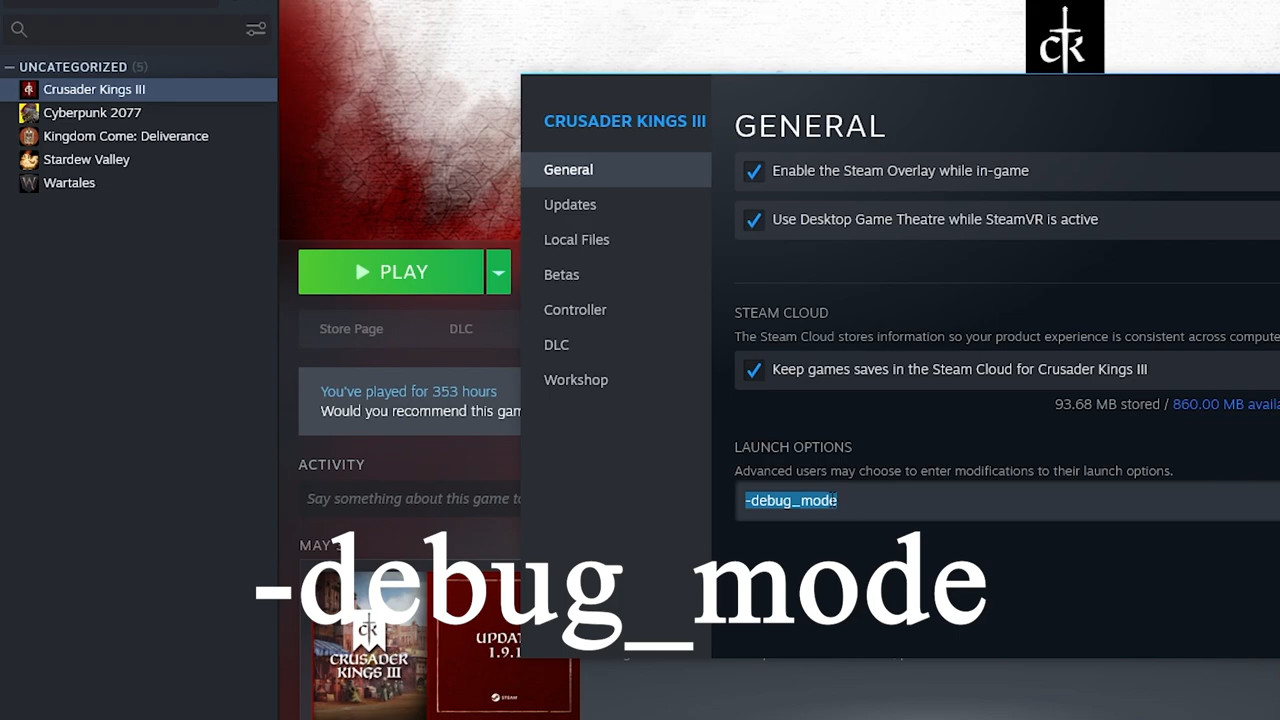 UNCATEGORIZED (5)
Crusader Kings III
Cyberpunk 2077
Kingdom Come: Deliverance
Stardew Valley
Wartales
CK
PLAY
Store Page DLC
You've played for 353 hours
Would you recommend this gam
ACTIVITY
Say something about this game to
MAY
CK
CRUSADER
KINGS III
UPDAT
1.9.1
STEAM
CRUSADER KINGS III
General
Updates
Local Files
Betas
Controller
DLC
Workshop
GENERAL
Enable the Steam Overlay while in-game
Use Desktop Game Theatre while SteamVR is active
STEAM CLOUD
The Steam Cloud stores information so your product experience is consistent across compute
Keep games saves in the Steam Cloud for Crusader Kings III
93.68 MB stored / 860.00 MB availa
LAUNCH OPTIONS
Advanced users may choose to enter modifications to their launch options.
-debug_mode
-debug_mode